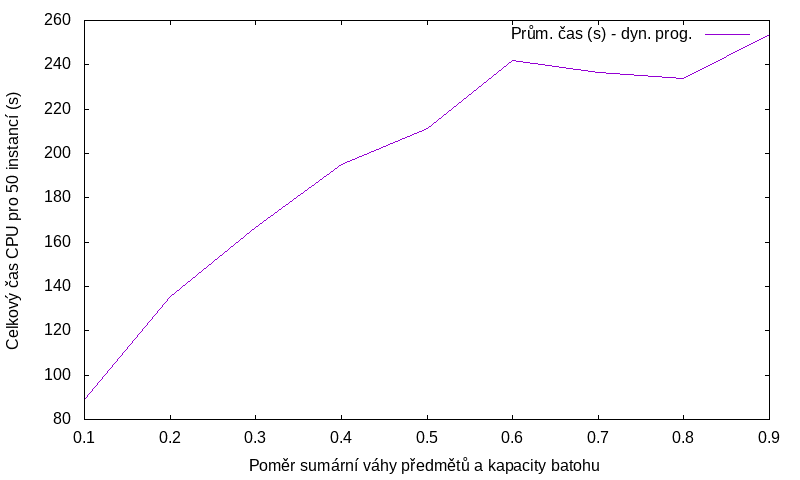 Prům. čas (s) - dyn. prog.
Celkový čas CPU pro 50 instancí (s)
260
240
220
200
180
160
140
120
100
80
0.1 0.2 0.3 0.4 0.5 0.6 0.7 0.8 0.9
Poměr sumární váhy předmětů a kapacity batohu